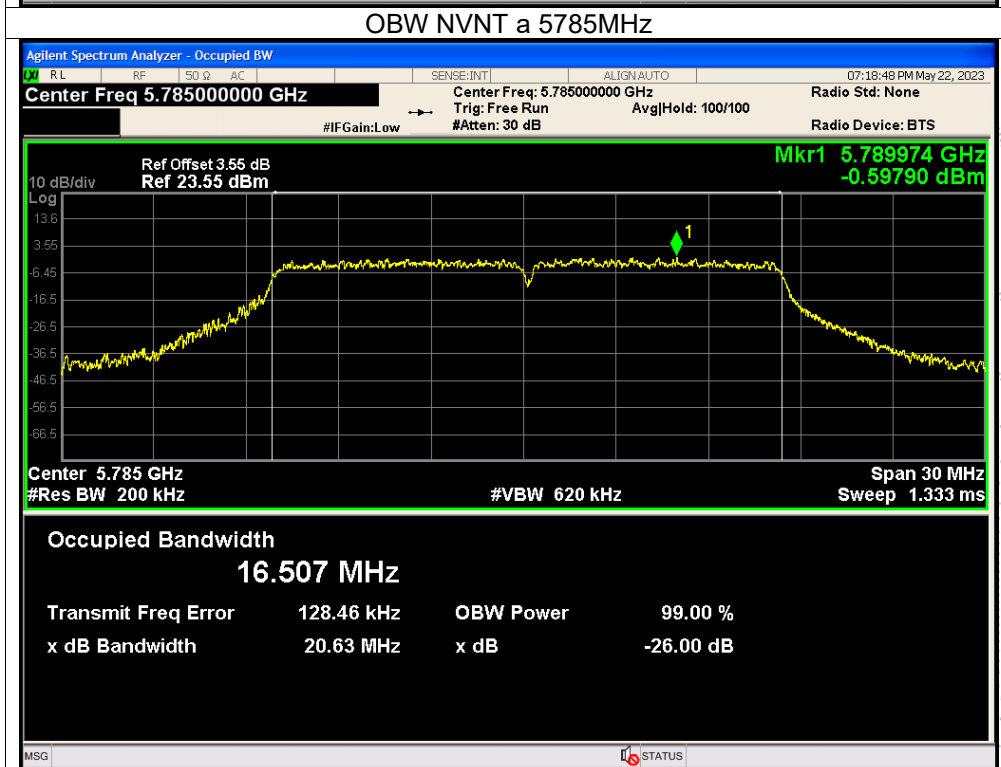 OBW NVNT a 5785MHz
Agilent Spectrum Analyzer - Occupied BW
LXI RL RF 50 Ω AC SENSE:INT ALIGNAUTO 07:18:48 PM May 22, 2023
Center Freq 5.785000000 GHz Center Freq: 5.785000000 GHz Radio Std: None
Trig: Free Run Avg|Hold: 100/100
#IFGain:Low #Atten: 30 dB Radio Device: BTS
Mkr1 5.789974 GHz
Ref Offset 3.55 dB
10 dB/div Ref 23.55 dBm -0.59790 dBm
Log
13.6
1
3.55
-6.45
-16.5
-26.5
-36.5
-46.5
-56.5
-66.5
Center 5.785 GHz Span 30 MHz
#Res BW 200 kHz #VBW 620 kHz Sweep 1.333 ms
Occupied Bandwidth
16.507 MHz
Transmit Freq Error 128.46 kHz OBW Power 99.00 %
x dB Bandwidth 20.63 MHz x dB -26.00 dB
MSG STATUS